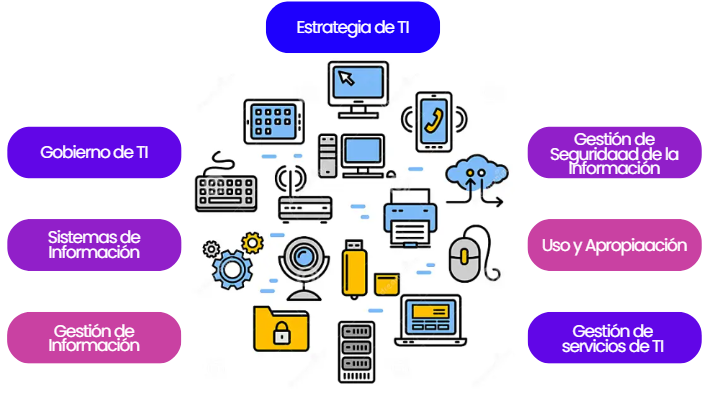 Estrategia de TI
Gobierno de TI
Sistemas de
Información
Gestión de
Información
Gestión de
Seguridaad de la
Información
Uso y Apropiaación
Gestión de
servicios de TI